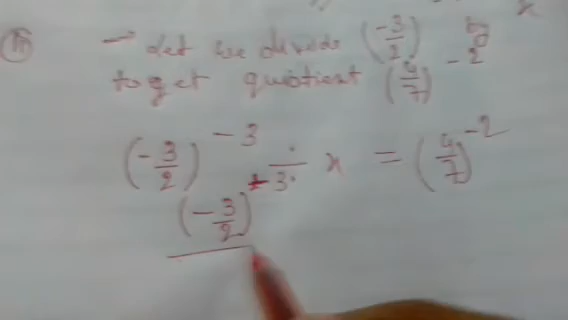 x
→ Let we divide (-3/2) by
to get quotient (4/7)^-2
(-3/2)^-3 ÷ x = (4/7)^-2
(-3/2)^3